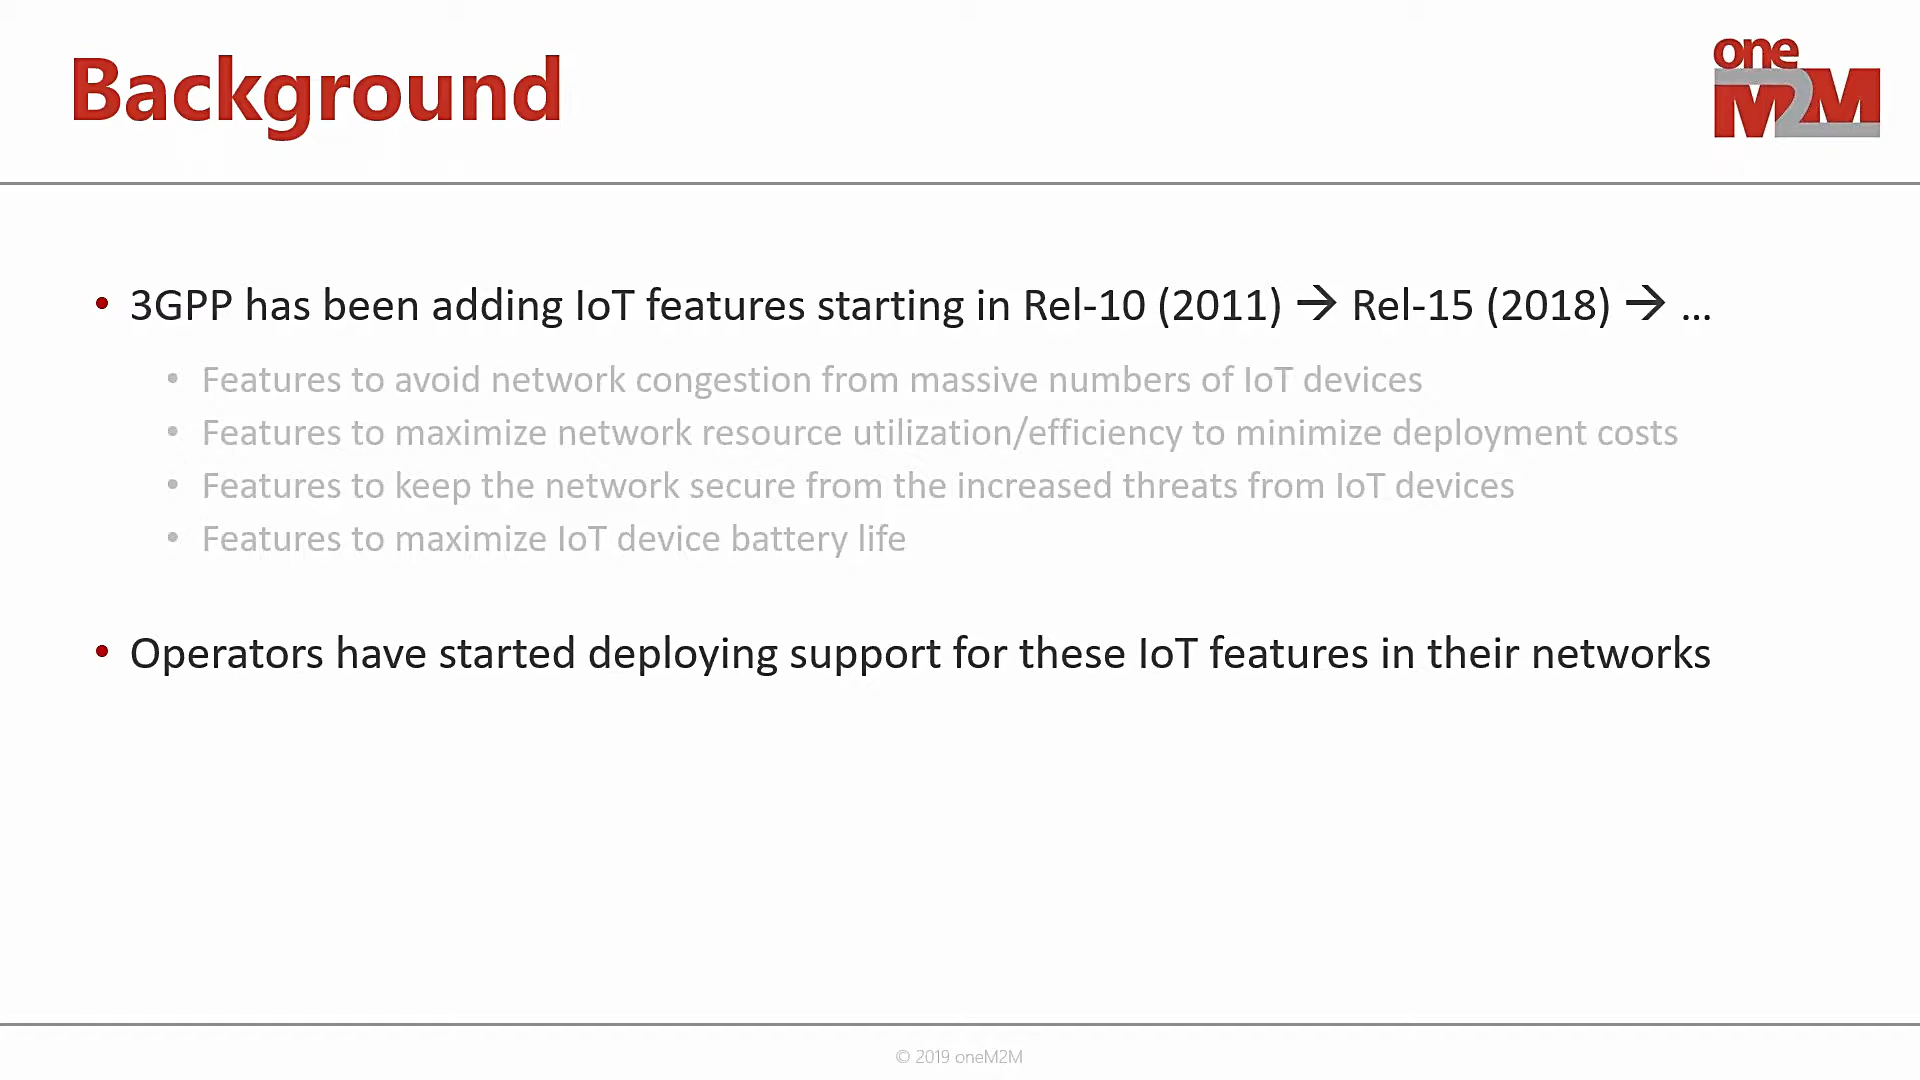 Background
one
M2M
• 3GPP has been adding IoT features starting in Rel-10 (2011) → Rel-15 (2018) → ...
• Features to avoid network congestion from massive numbers of IoT devices
• Features to maximize network resource utilization/efficiency to minimize deployment costs
• Features to keep the network secure from the increased threats from IoT devices
• Features to maximize IoT device battery life
• Operators have started deploying support for these IoT features in their networks
© 2019 oneM2M